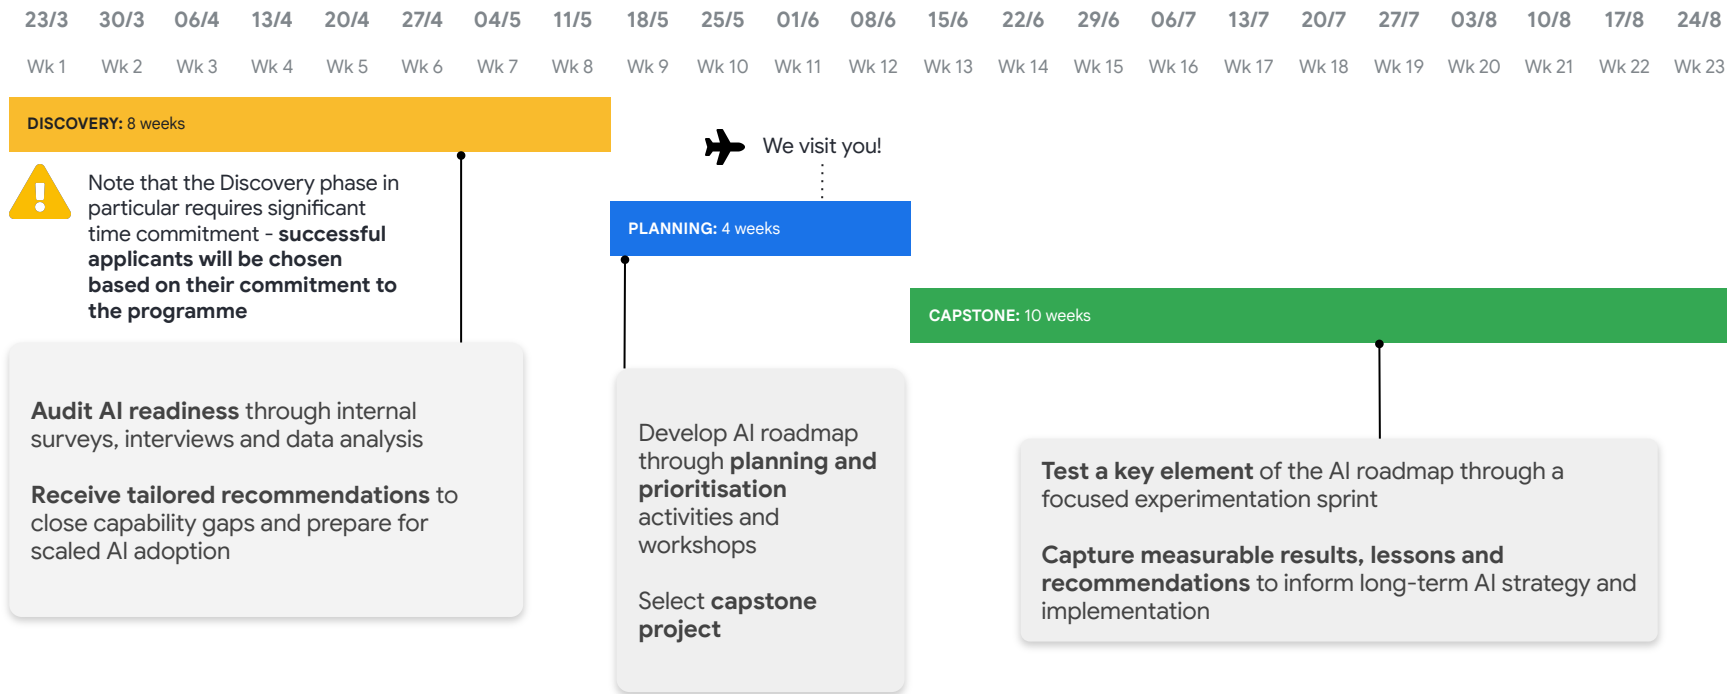 23/3 30/3 06/4 13/4 20/4 27/4 04/5 11/5 18/5 25/5 01/6 08/6 15/6 22/6 29/6 06/7 13/7 20/7 27/7 03/8 10/8 17/8 24/8
Wk 1 Wk 2 Wk 3 Wk 4 Wk 5 Wk 6 Wk 7 Wk 8 Wk 9 Wk 10 Wk 11 Wk 12 Wk 13 Wk 14 Wk 15 Wk 16 Wk 17 Wk 18 Wk 19 Wk 20 Wk 21 Wk 22 Wk 23
DISCOVERY: 8 weeks
Note that the Discovery phase in
particular requires significant
time commitment - successful
applicants will be chosen
based on their commitment to
the programme
We visit you!
PLANNING: 4 weeks
CAPSTONE: 10 weeks
Audit AI readiness through internal
surveys, interviews and data analysis
Receive tailored recommendations to
close capability gaps and prepare for
scaled AI adoption
Develop AI roadmap
through planning and
prioritisation
activities and
workshops
Select capstone
project
Test a key element of the AI roadmap through a
focused experimentation sprint
Capture measurable results, lessons and
recommendations to inform long-term AI strategy and
implementation